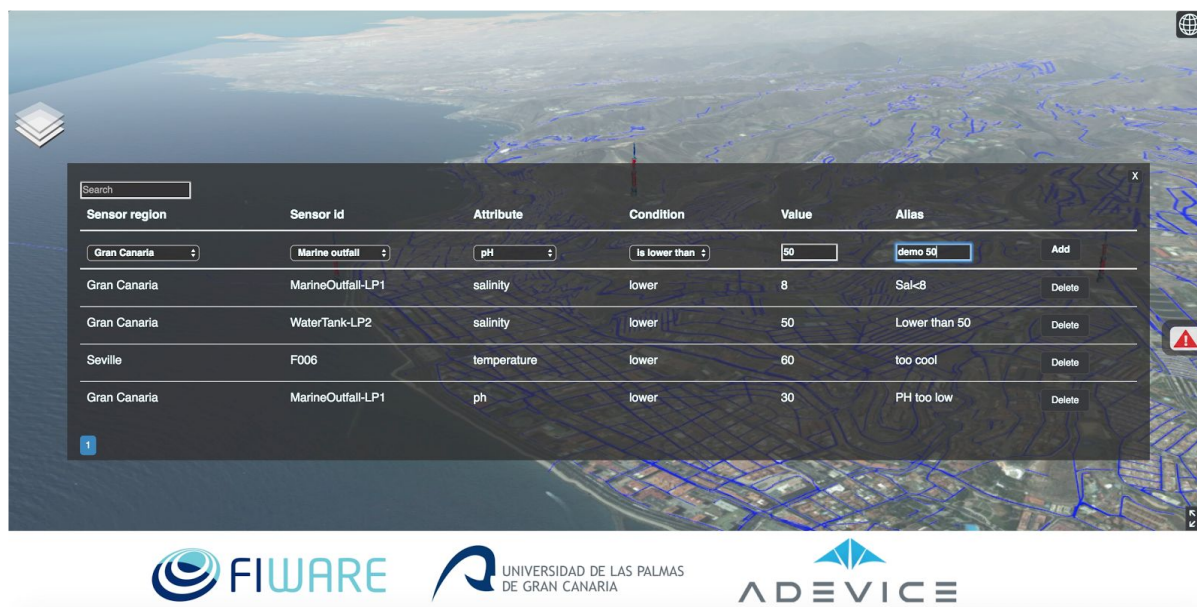 X
Search
Sensor region Sensor id Attribute Condition Value Alias
Gran Canaria Marine outfall pH Is lower than 50 demo 50 Add
Gran Canaria MarineOutfall-LP1 salinity lower 8 Sal<8 Delete
Gran Canaria WaterTank-LP2 salinity lower 50 Lower than 50 Delete
Seville F006 temperature lower 60 too cool Delete
Gran Canaria MarineOutfall-LP1 ph lower 30 PH too low Delete
1
FIWARE
UNIVERSIDAD DE LAS PALMAS
DE GRAN CANARIA
ADEVICE